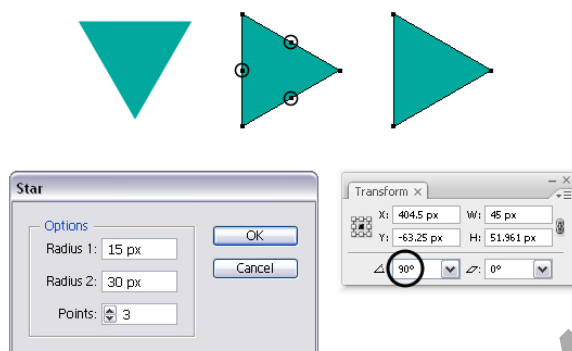 Star
Options
Radius 1: 15 px
Radius 2: 30 px
Points: 3
OK
Cancel
Transform ×
X: 404.5 px W: 45 px
Y: -63.25 px H: 51.961 px
90° 0°